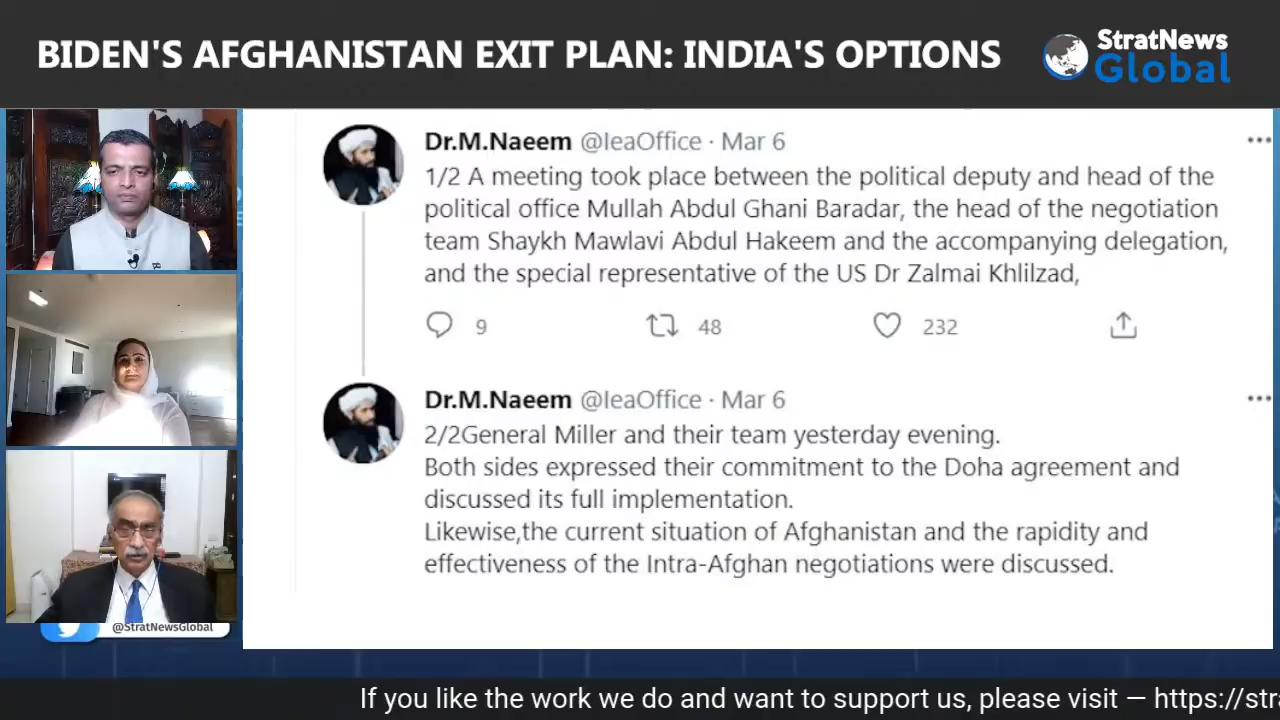 BIDEN'S AFGHANISTAN EXIT PLAN: INDIA'S OPTIONS
StratNews
Global
Dr.M.Naeem @IeaOffice · Mar 6
1/2 A meeting took place between the political deputy and head of the
political office Mullah Abdul Ghani Baradar, the head of the negotiation
team Shaykh Mawlavi Abdul Hakeem and the accompanying delegation,
and the special representative of the US Dr Zalmai Khlilzad,
9 48 232
Dr.M.Naeem @IeaOffice · Mar 6
2/2General Miller and their team yesterday evening.
Both sides expressed their commitment to the Doha agreement and
discussed its full implementation.
Likewise,the current situation of Afghanistan and the rapidity and
effectiveness of the Intra-Afghan negotiations were discussed.
@StratNewsGlobal
If you like the work we do and want to support us, please visit — https://str